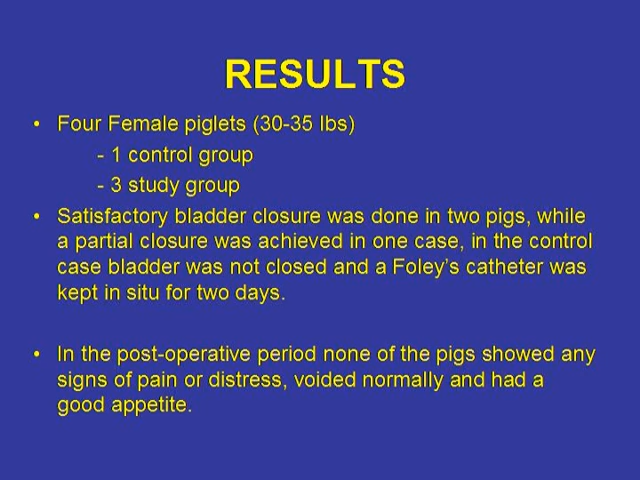 RESULTS
• Four Female piglets (30-35 lbs)
- 1 control group
- 3 study group
• Satisfactory bladder closure was done in two pigs, while
a partial closure was achieved in one case, in the control
case bladder was not closed and a Foley's catheter was
kept in situ for two days.
• In the post-operative period none of the pigs showed any
signs of pain or distress, voided normally and had a
good appetite.